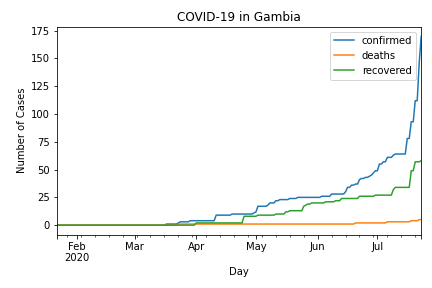 COVID-19 in Gambia
175
150
125
100
75
50
25
0
Number of Cases
confirmed
deaths
recovered
Feb
2020
Mar
Apr
May
Jun
Jul
Day